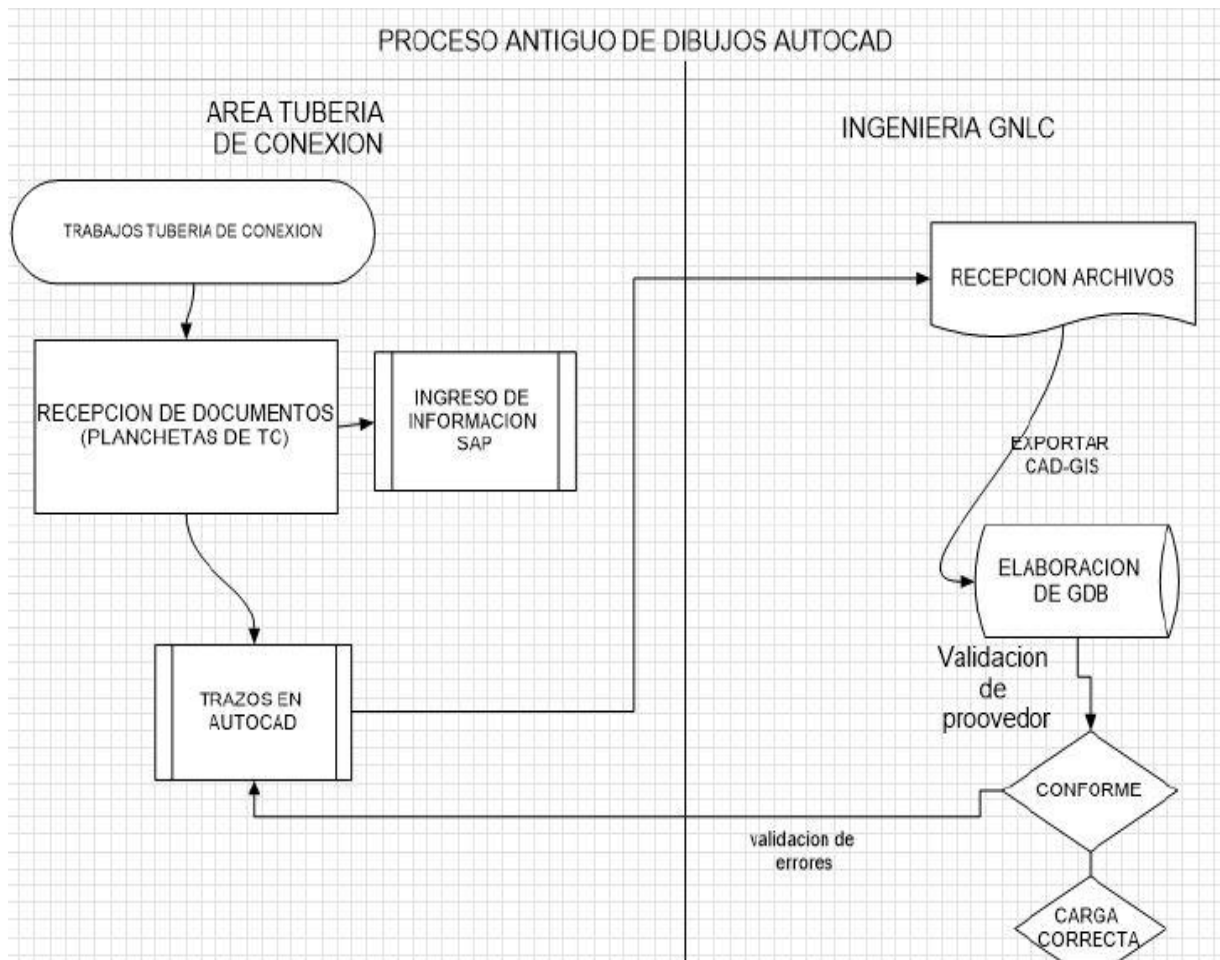 PROCESO ANTIGUO DE DIBUJOS AUTOCAD
AREA TUBERIA
DE CONEXION
INGENIERIA GNLC
TRABAJOS TUBERIA DE CONEXION
RECEPCION DE DOCUMENTOS
(PLANCHETAS DE TC)
INGRESO DE
INFORMACION
SAP
TRAZOS EN
AUTOCAD
RECEPCION ARCHIVOS
EXPORTAR
CAD-GIS
ELABORACION
DE GDB
Validacion
de
proovedor
CONFORME
validacion de
errores
CARGA
CORRECTA